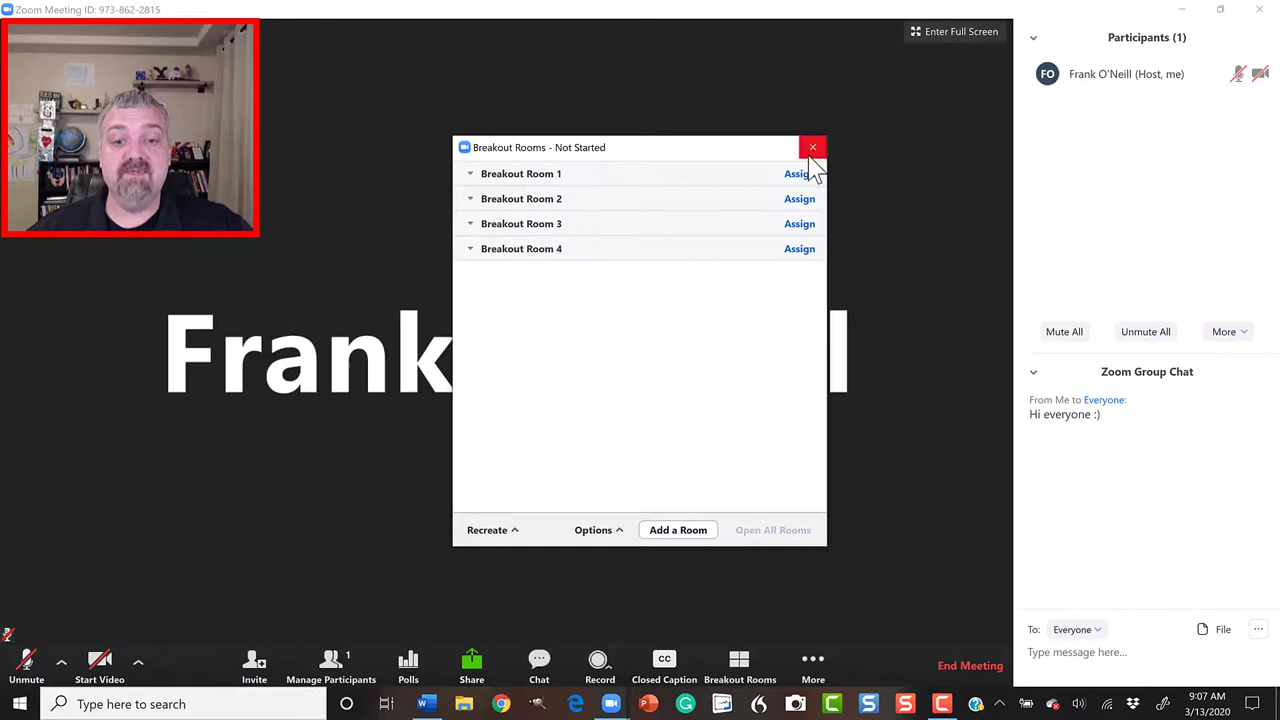 Zoom Meeting ID: 973-862-2815
Enter Full Screen
Participants (1)
FO Frank O'Neill (Host, me)
Breakout Rooms - Not Started
Breakout Room 1 Assig
Breakout Room 2 Assign
Breakout Room 3 Assign
Breakout Room 4 Assign
Frank l
Mute All Unmute All More
Zoom Group Chat
From Me to Everyone:
Hi everyone :)
Recreate Options Add a Room Open All Rooms
To: Everyone File ...
Type message here...
1
CC
Unmute Start Video Invite Manage Participants Polls Share Chat Record Closed Caption Breakout Rooms More End Meeting
Type here to search
9:07 AM
3/13/2020